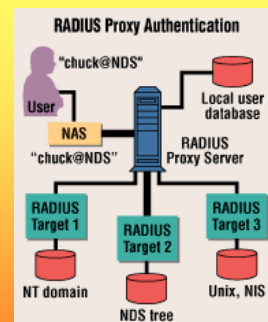 RADIUS Proxy Authentication
"chuck@NDS"
User
NAS
"chuck@NDS"
Local user
database
RADIUS
Proxy Server
RADIUS
Target 1
RADIUS
Target 2
RADIUS
Target 3
NT domain
NDS tree
Unix, NIS